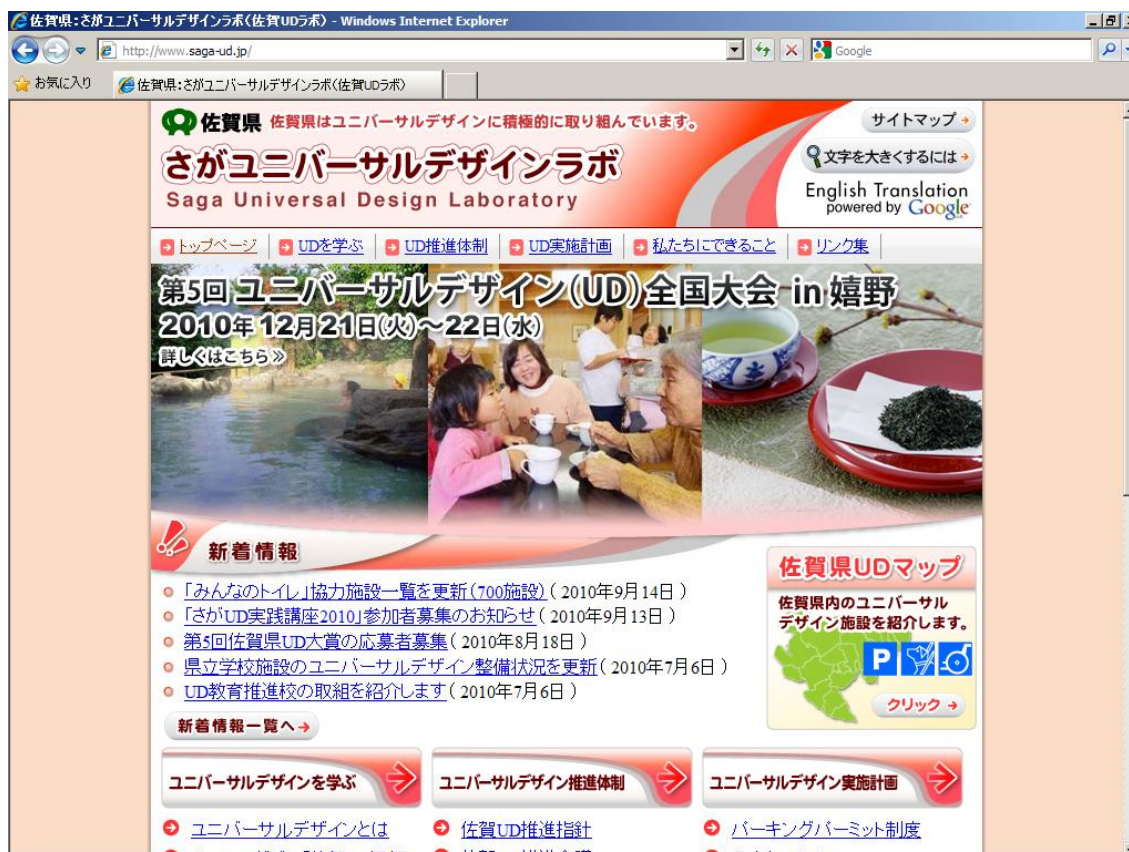 佐賀県：さがユニバーサルデザインラボ（佐賀UDラボ） - Windows Internet Explorer
http://www.saga-ud.jp/
Google
お気に入り
佐賀県：さがユニバーサルデザインラボ（佐賀UDラボ）
佐賀県 佐賀県はユニバーサルデザインに積極的に取り組んでいます。
サイトマップ
さがユニバーサルデザインラボ
文字を大きくするには
Saga Universal Design Laboratory
English Translation
powered by Google
トップページ UDを学ぶ UD推進体制 UD実施計画 私たちにできること リンク集
第5回 ユニバーサルデザイン（UD）全国大会 in 嬉野
2010年12月21日(火)～22日(水)
詳しくはこちら》
新着情報
「みんなのトイレ」協力施設一覧を更新（700施設）（ 2010年9月14日 ）
「さがUD実践講座2010」参加者募集のお知らせ（ 2010年9月13日 ）
第5回佐賀県UD大賞の応募者募集（ 2010年8月18日 ）
県立学校施設のユニバーサルデザイン整備状況を更新（ 2010年7月6日 ）
UD教育推進校の取組を紹介します（ 2010年7月6日 ）
新着情報一覧へ
佐賀県UDマップ
佐賀県内のユニバーサル
デザイン施設を紹介します。
P
クリック
ユニバーサルデザインを学ぶ
ユニバーサルデザイン推進体制
ユニバーサルデザイン実施計画
ユニバーサルデザインとは
佐賀UD推進指針
パーキングパーミット制度